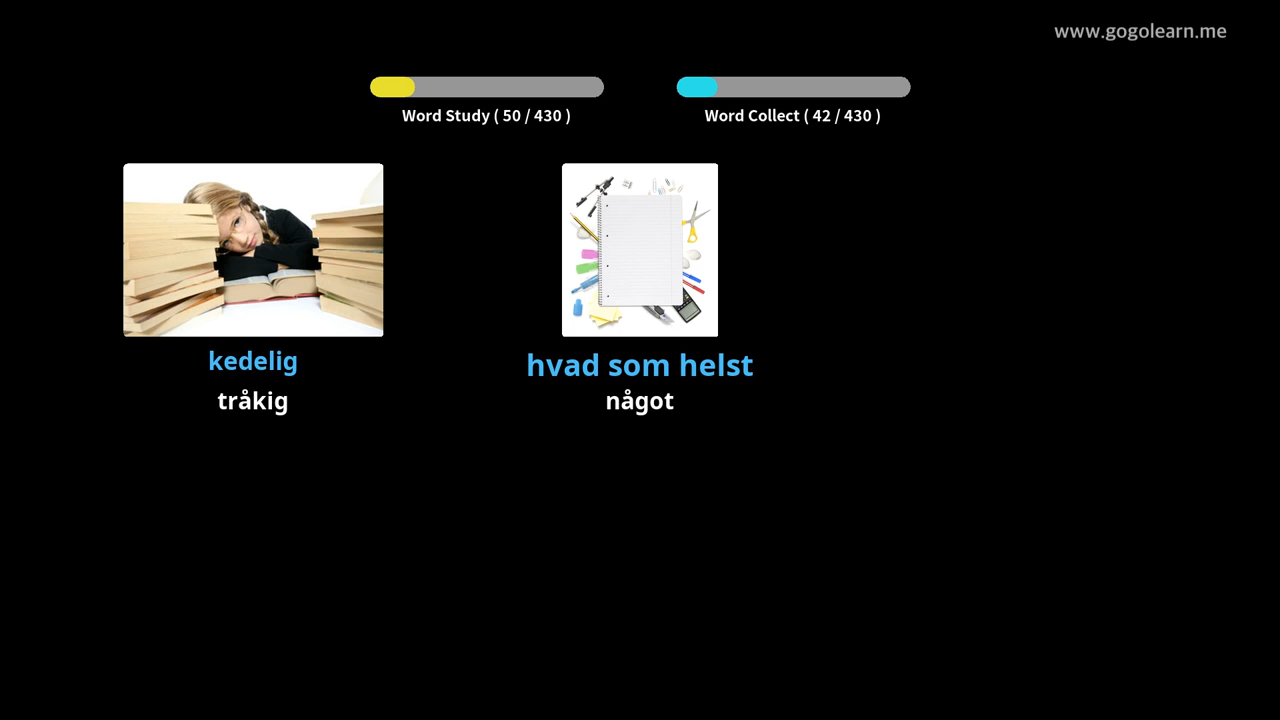 www.gogolearn.me
Word Study ( 50 / 430 )
Word Collect ( 42 / 430 )
kedelig
tråkig
hvad som helst
något